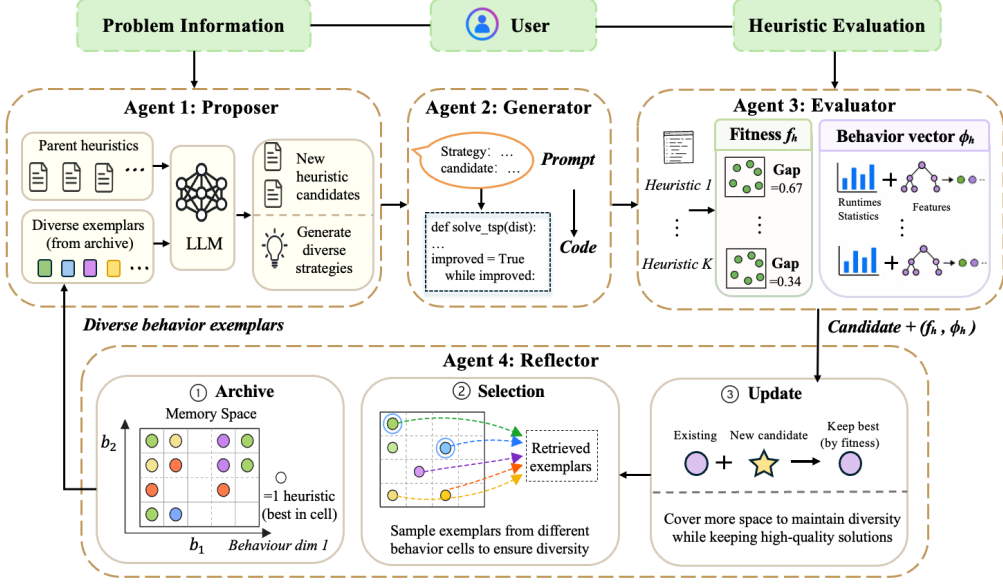 Problem Information
User
Heuristic Evaluation
Agent 1: Proposer
Parent heuristics
...
Diverse exemplars
(from archive)
...
LLM
New
heuristic
candidates
Generate
diverse
strategies
Agent 2: Generator
Strategy: ...
candidate: ...
Prompt
def solve_tsp(dist):
...
improved = True
while improved:
Code
Agent 3: Evaluator
Fitness fₕ
Behavior vector ϕₕ
Heuristic 1
Gap
=0.67
Runtimes
Statistics
Features
Heuristic K
Gap
=0.34
Diverse behavior exemplars
Candidate + (fₕ , ϕₕ)
Agent 4: Reflector
① Archive
Memory Space
b₂
=1 heuristic
(best in cell)
b₁
Behaviour dim 1
② Selection
Retrieved
exemplars
Sample exemplars from different
behavior cells to ensure diversity
③ Update
Existing
New candidate
Keep best
(by fitness)
Cover more space to maintain diversity
while keeping high-quality solutions